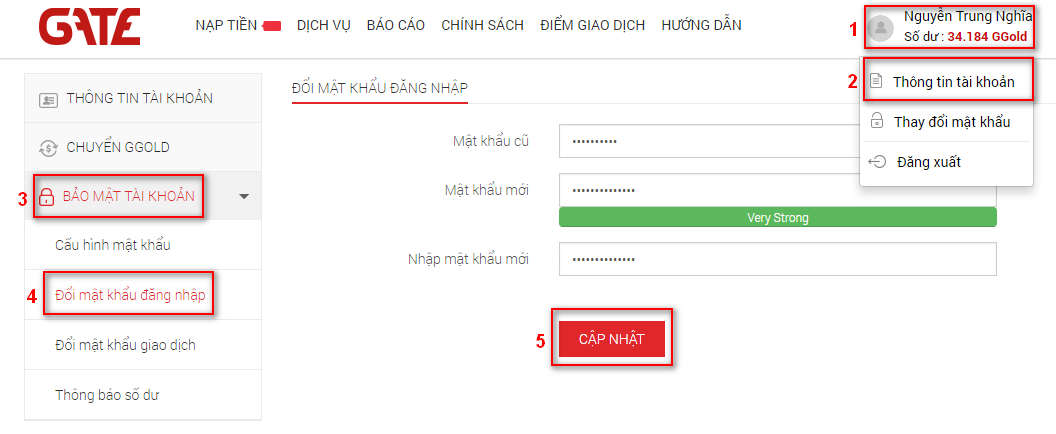 GATE
NẠP TIỀN DỊCH VỤ BÁO CÁO CHÍNH SÁCH ĐIỂM GIAO DỊCH HƯỚNG DẪN
1
Nguyễn Trung Nghĩa
Số dư : 34.184 GGold
2
Thông tin tài khoản
Thay đổi mật khẩu
Đăng xuất
THÔNG TIN TÀI KHOẢN
CHUYỂN GGOLD
3
BẢO MẬT TÀI KHOẢN
Cấu hình mật khẩu
4
Đổi mật khẩu đăng nhập
Đổi mật khẩu giao dịch
Thông báo số dư
ĐỔI MẬT KHẨU ĐĂNG NHẬP
Mật khẩu cũ ••••••••••
Mật khẩu mới ••••••••••••••
Very Strong
Nhập mật khẩu mới ••••••••••••••
5
CẬP NHẬT